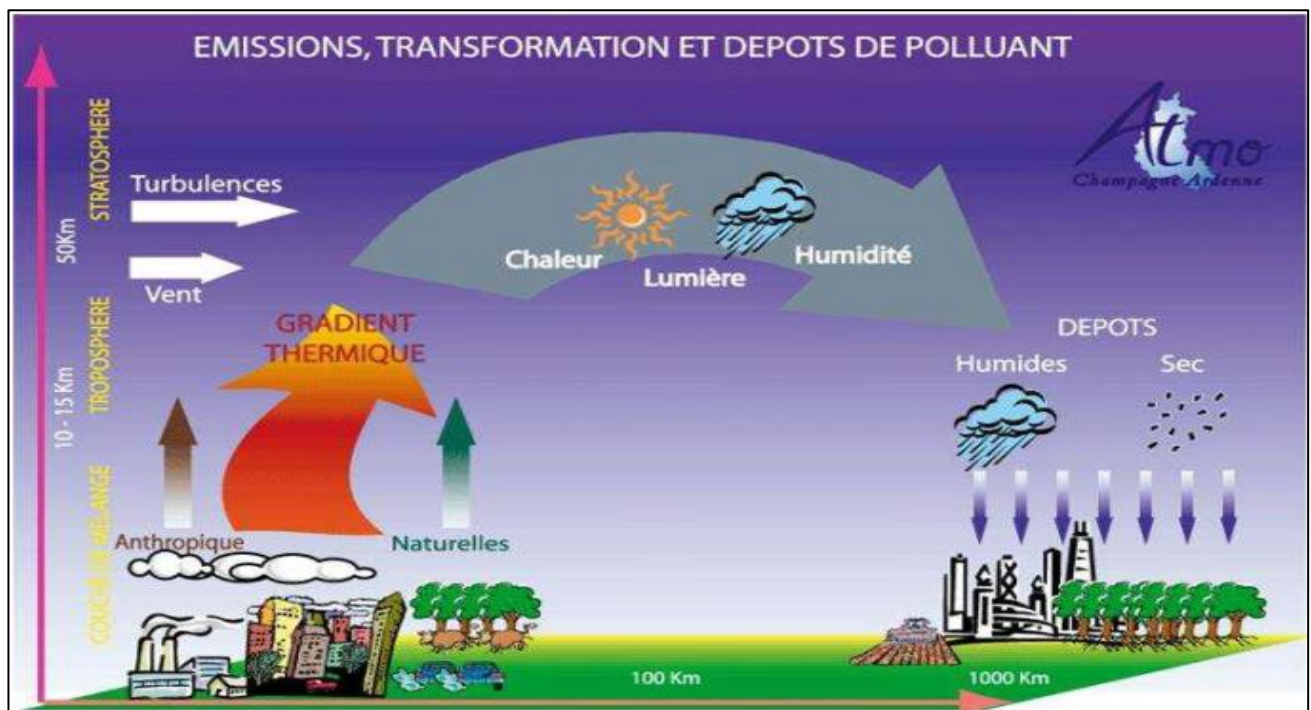 EMISSIONS, TRANSFORMATION ET DEPOTS DE POLLUANT
Atmo
Champagne Ardenne
STRATOSPHERE
50Km
Turbulences
Vent
Chaleur
Lumière
Humidité
TROPOSPHERE
10 - 15 Km
GRADIENT
THERMIQUE
DEPOTS
Humides
Sec
COUCHE DE MELANGE
Anthropique
Naturelles
100 Km
1000 Km